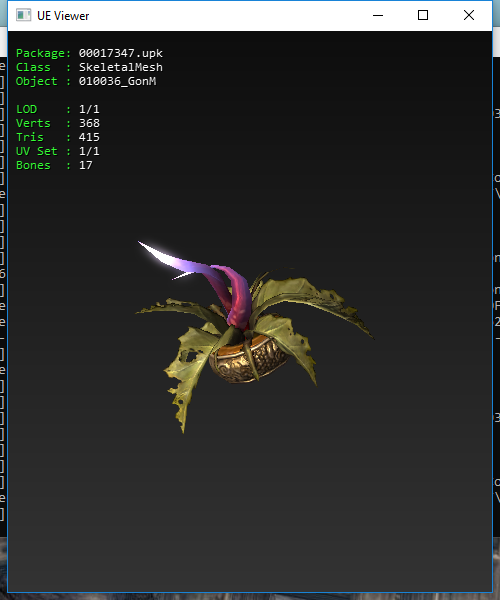 UE Viewer
Package: 00017347.upk
Class : SkeletalMesh
Object : 010036_GonM
LOD : 1/1
Verts : 368
Tris : 415
UV Set : 1/1
Bones : 17